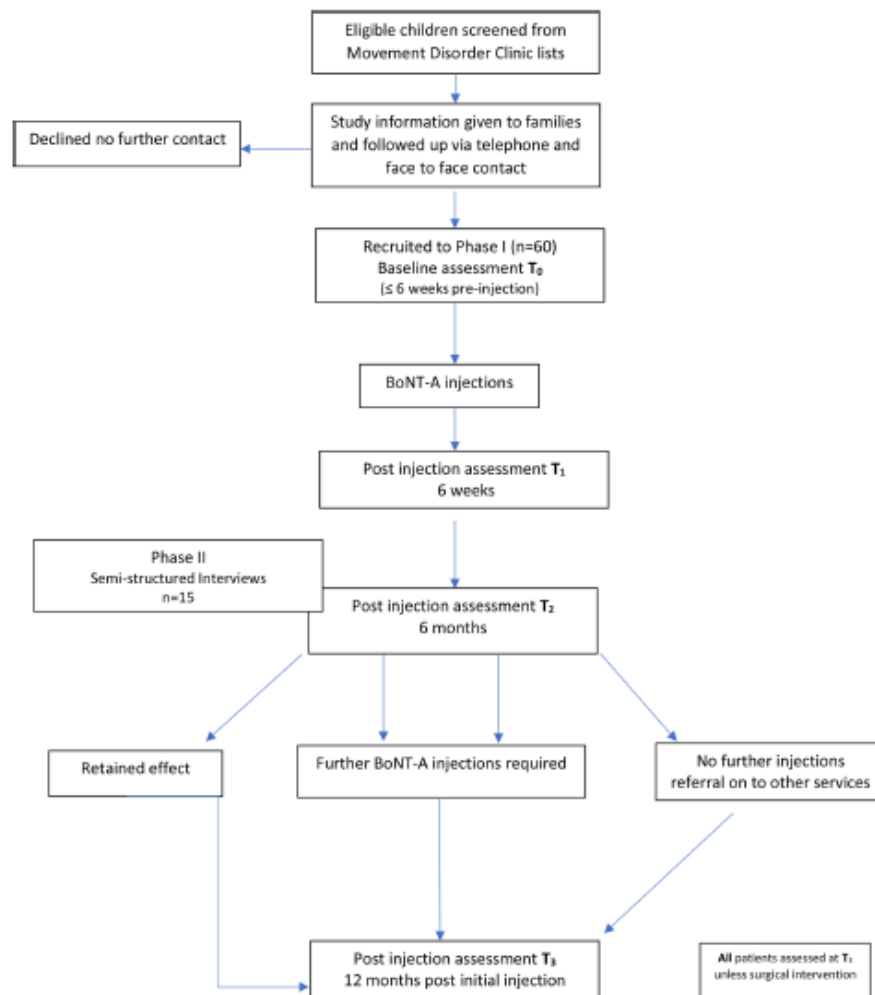 Eligible children screened from
Movement Disorder Clinic lists
Declined no further contact
Study information given to families
and followed up via telephone and
face to face contact
Recruited to Phase I (n=60)
Baseline assessment T₀
(≤ 6 weeks pre-injection)
BoNT-A injections
Post injection assessment T₁
6 weeks
Phase II
Semi-structured Interviews
n=15
Post injection assessment T₂
6 months
Retained effect
Further BoNT-A injections required
No further injections
referral on to other services
Post injection assessment T₃
12 months post initial injection
All patients assessed at T₃
unless surgical intervention